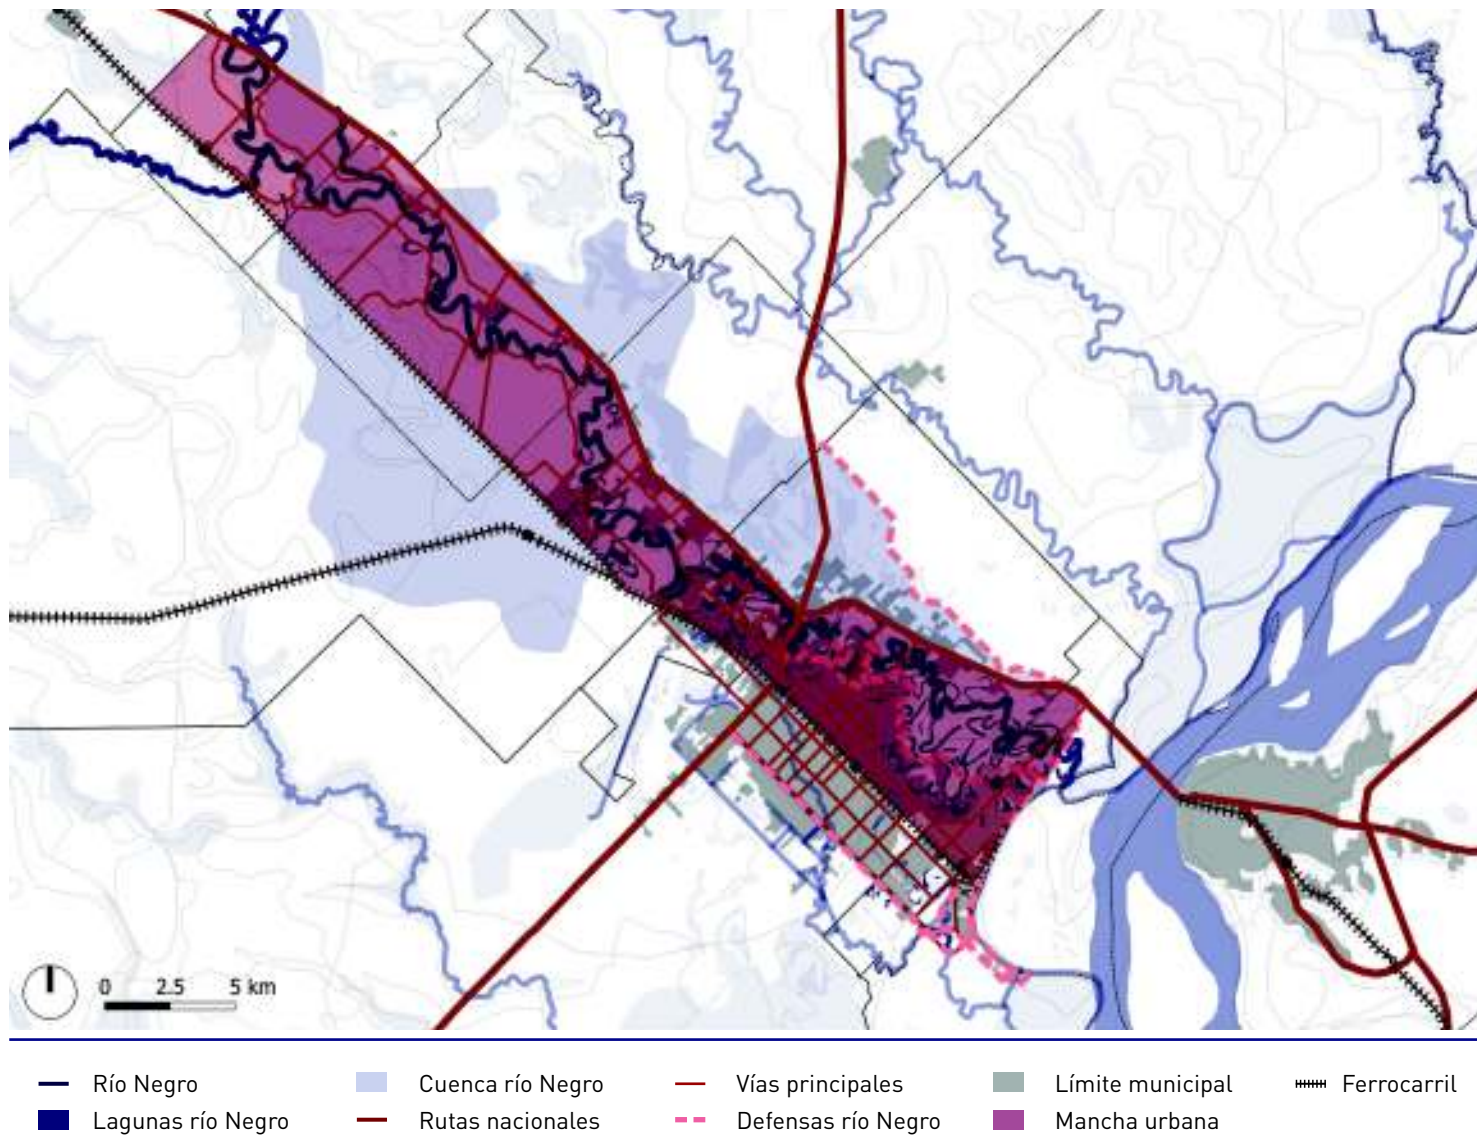 0 2.5 5 km
Río Negro
Cuenca río Negro
Vías principales
Límite municipal
Ferrocarril
Lagunas río Negro
Rutas nacionales
Defensas río Negro
Mancha urbana